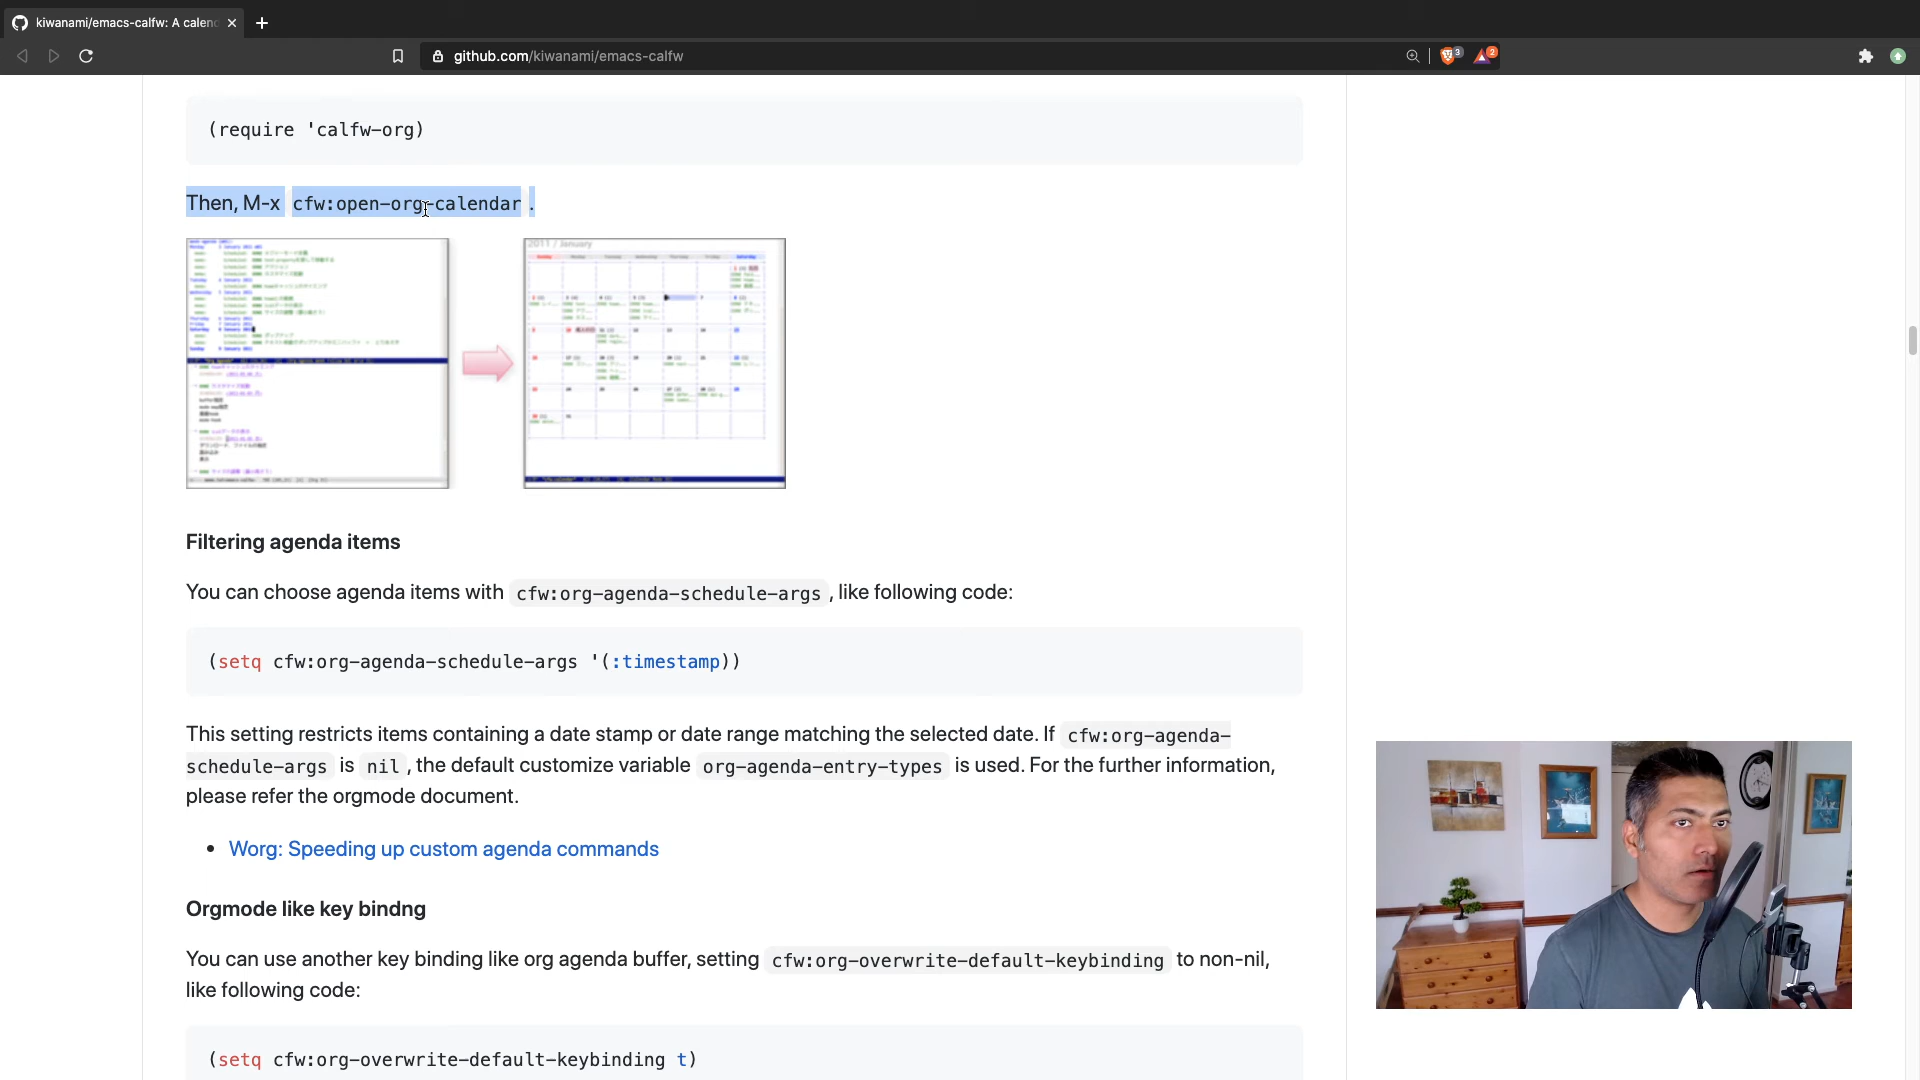 kiwanami/emacs-calfw: A calen
github.com/kiwanami/emacs-calfw
3
2
(require 'calfw-org)
Then, M-x cfw:open-org-calendar .
2011 / January
Filtering agenda items
You can choose agenda items with cfw:org-agenda-schedule-args , like following code:
(setq cfw:org-agenda-schedule-args '(:timestamp))
This setting restricts items containing a date stamp or date range matching the selected date. If cfw:org-agenda-
schedule-args is nil , the default customize variable org-agenda-entry-types is used. For the further information,
please refer the orgmode document.
Worg: Speeding up custom agenda commands
Orgmode like key bindng
You can use another key binding like org agenda buffer, setting cfw:org-overwrite-default-keybinding to non-nil,
like following code:
(setq cfw:org-overwrite-default-keybinding t)